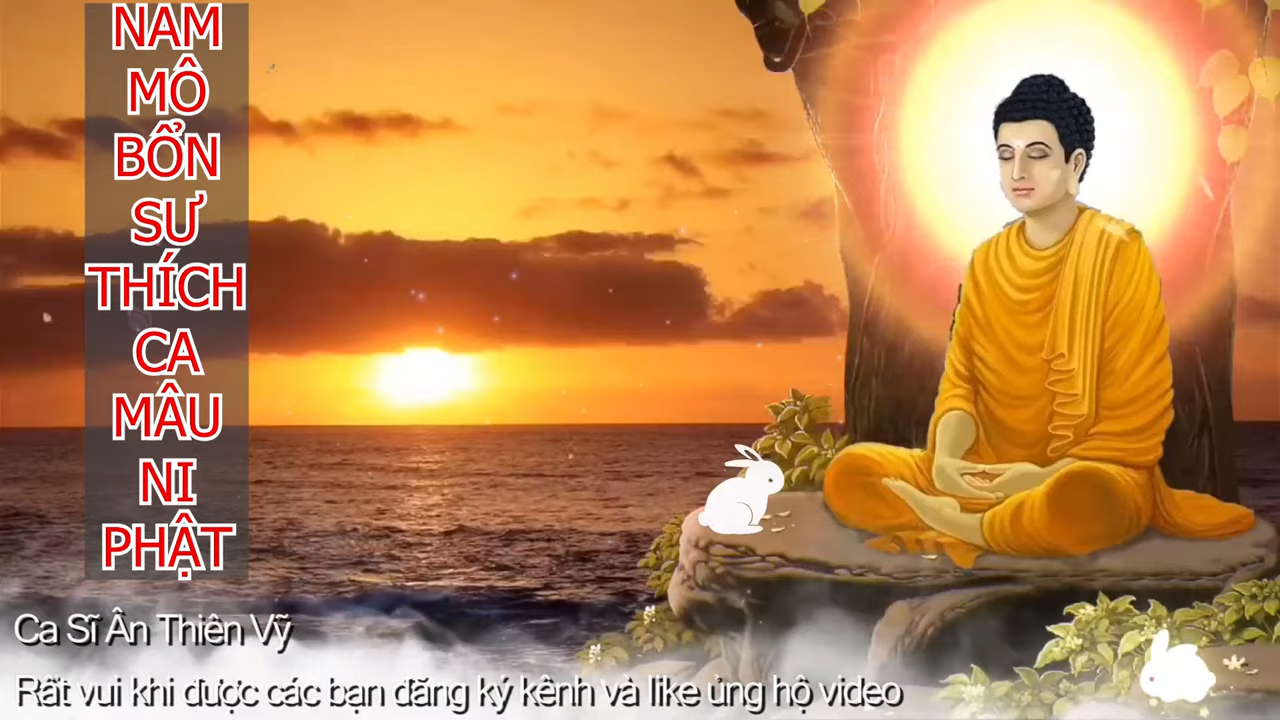 NAM
MÔ
BỔN
SƯ
THÍCH
CA
MÂU
NI
PHẬT
Ca Sĩ Ân Thiên Vỹ
Rất vui khi được các bạn đăng ký kênh và like ủng hộ video